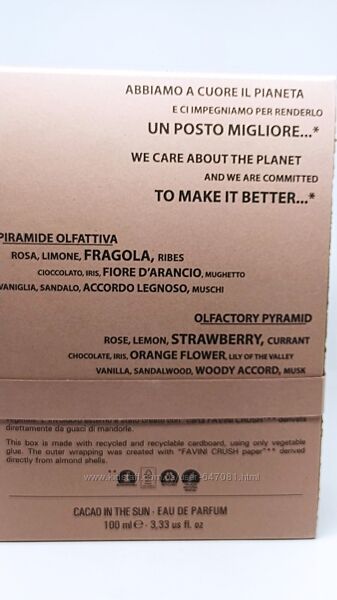 ABBIAMO A CUORE IL PIANETA
E CI IMPEGNIAMO PER RENDERLO
UN POSTO MIGLIORE...*
WE CARE ABOUT THE PLANET
AND WE ARE COMMITTED
TO MAKE IT BETTER...*
PIRAMIDE OLFATTIVA
ROSA, LIMONE, FRAGOLA, RIBES
CIOCCOLATO, IRIS, FIORE D'ARANCIO, MUGHETTO
VANIGLIA, SANDALO, ACCORDO LEGNOSO, MUSCHI
OLFACTORY PYRAMID
ROSE, LEMON, STRAWBERRY, CURRANT
CHOCOLATE, IRIS, ORANGE FLOWER, LILY OF THE VALLEY
VANILLA, SANDALWOOD, WOODY ACCORD, MUSK
direttamente da gusci di mandorle.
This box is made with recycled and recyclable cardboard, using only vegetable
glue. The outer wrapping was created with "FAVINI CRUSH paper"** derived
directly from almond shells.
CACAO IN THE SUN - EAU DE PARFUM
100 ml ℮ - 3,33 us fl. oz